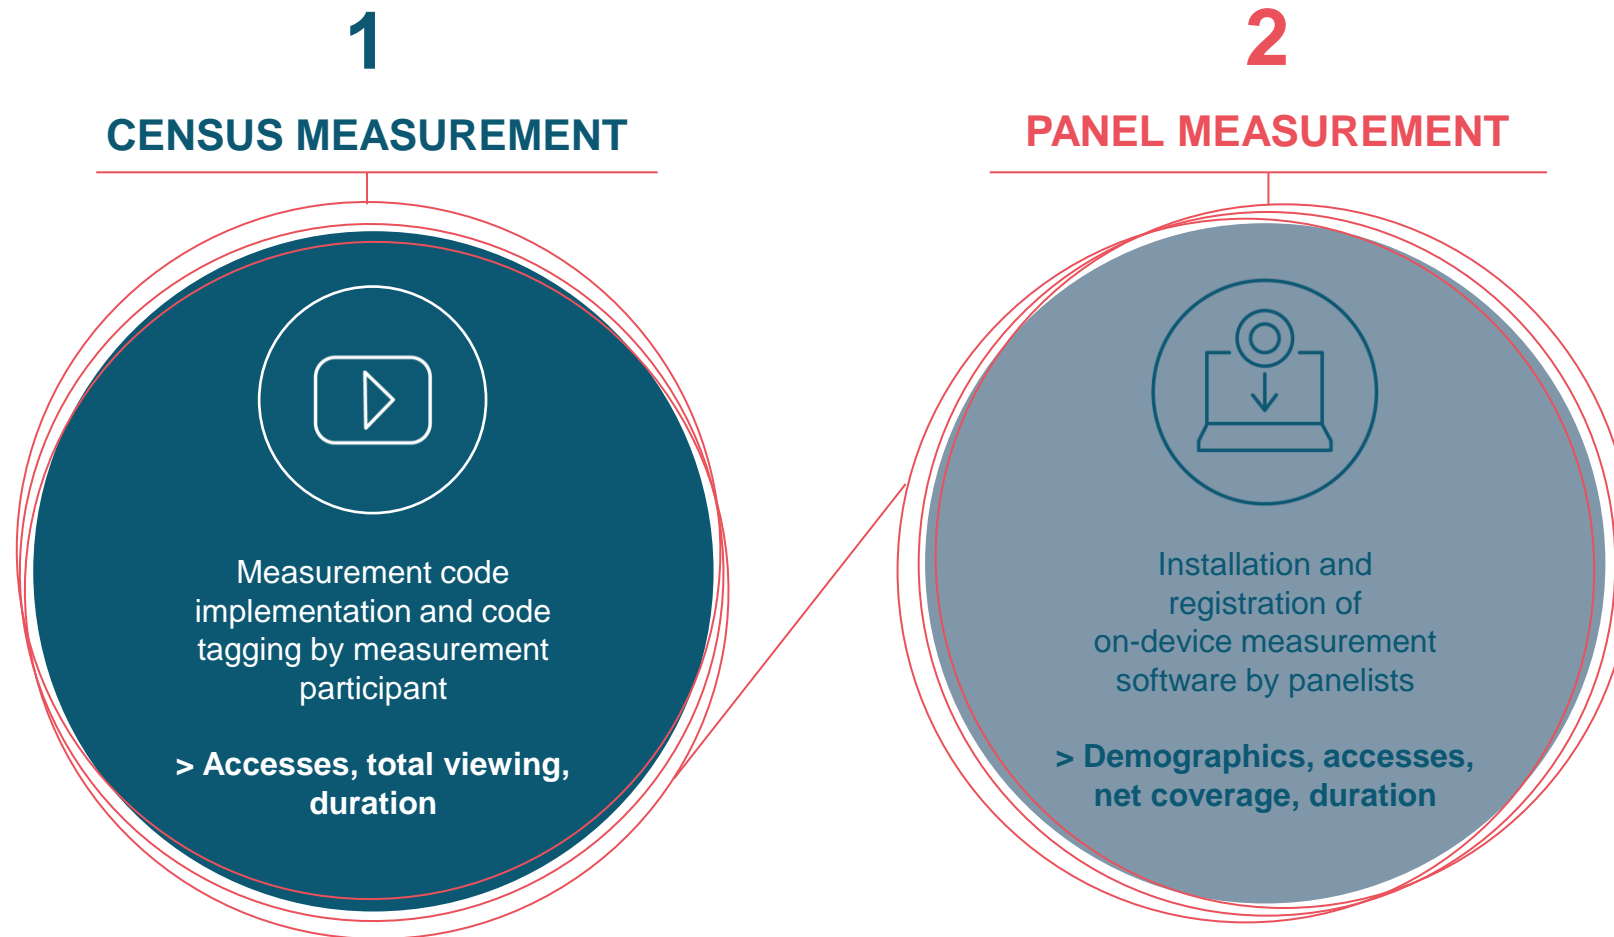 1
CENSUS MEASUREMENT
Measurement code
implementation and code
tagging by measurement
participant
> Accesses, total viewing,
duration
2
PANEL MEASUREMENT
Installation and
registration of
on-device measurement
software by panelists
> Demographics, accesses,
net coverage, duration